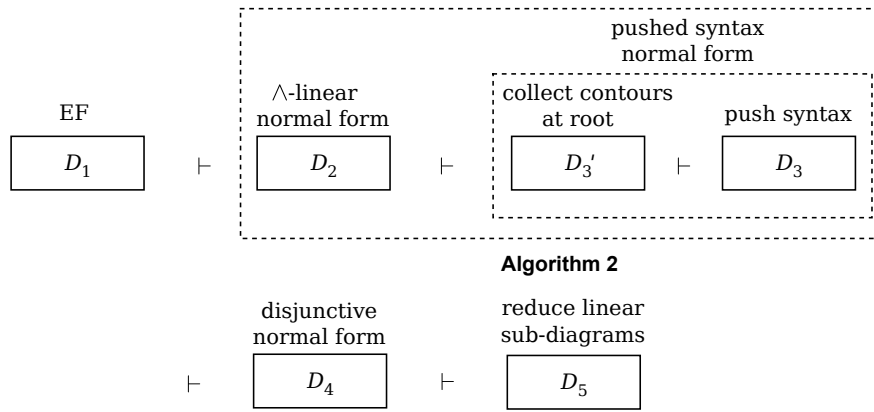 pushed syntax
normal form
EF
∧-linear
normal form
collect contours
at root
push syntax
D₁ ⊢ D₂ ⊢ D₃′ ⊢ D₃
Algorithm 2
disjunctive
normal form
reduce linear
sub-diagrams
⊢ D₄ ⊢ D₅